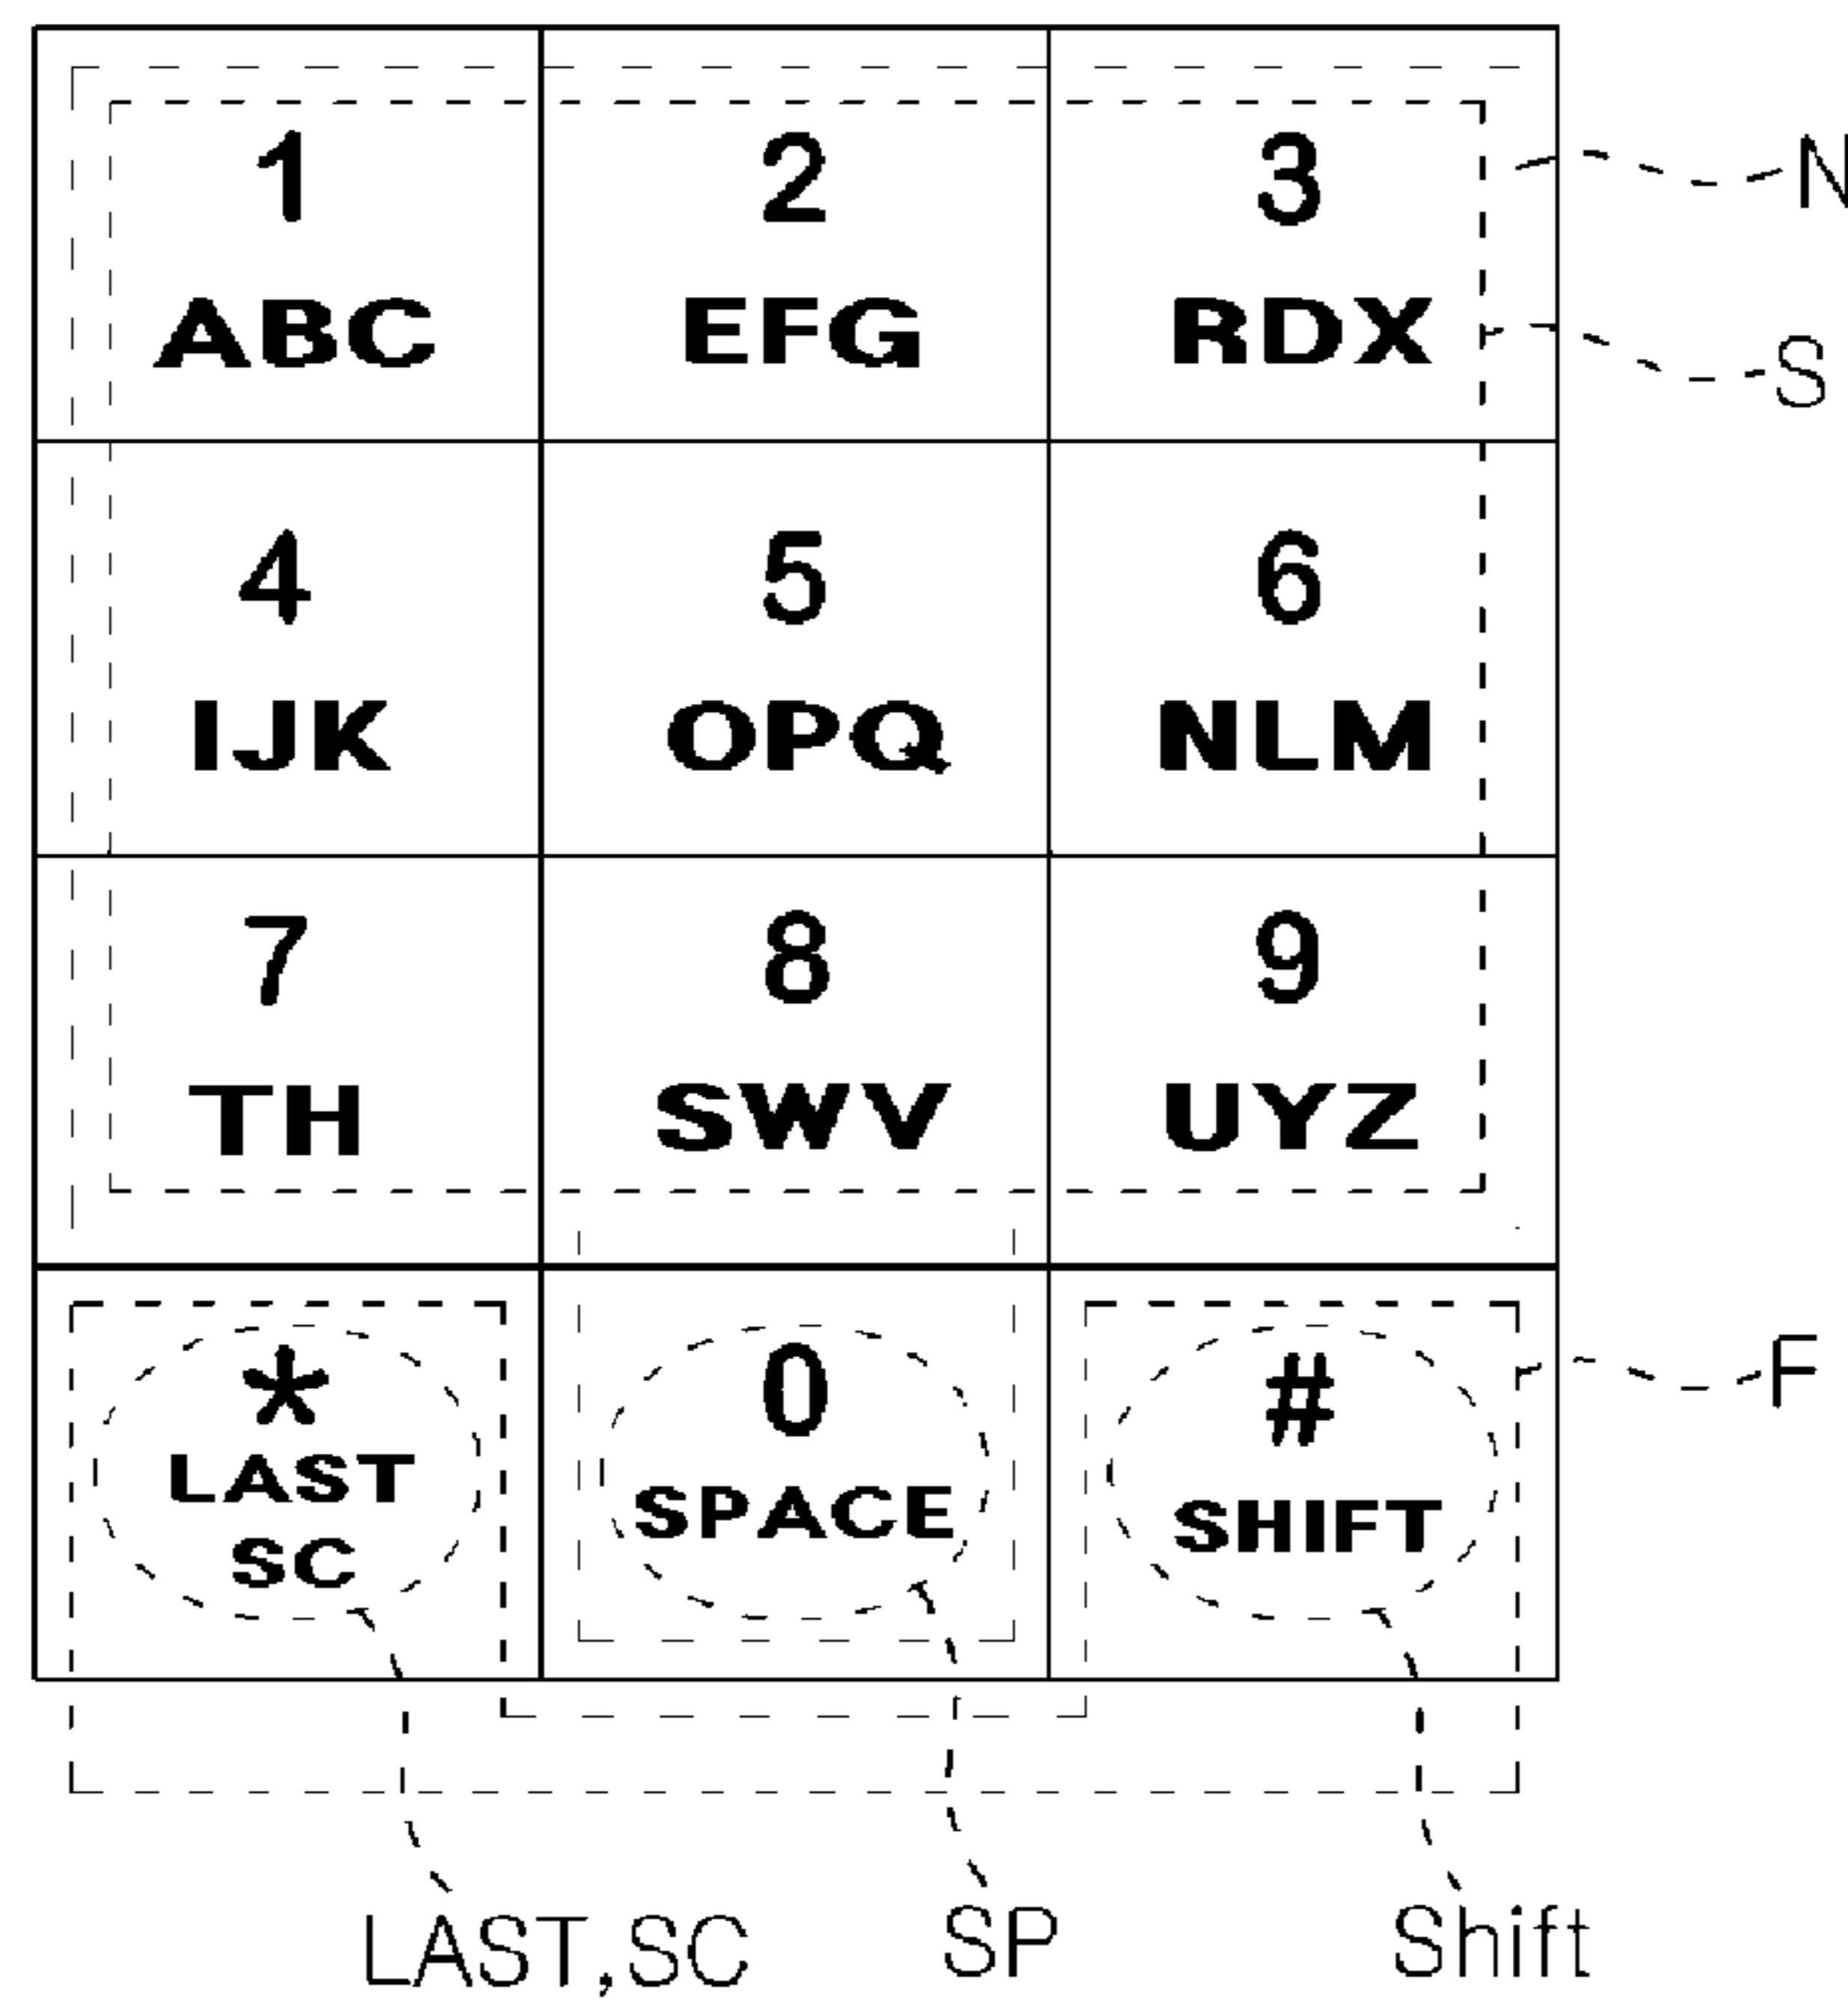 1 2 3 N
ABC EFG RDX S
4 5 6
IJK OPQ NLM
7 8 9
TH SWV UYZ
* 0 # F
LAST SPACE SHIFT
SC
LAST,SC SP Shift